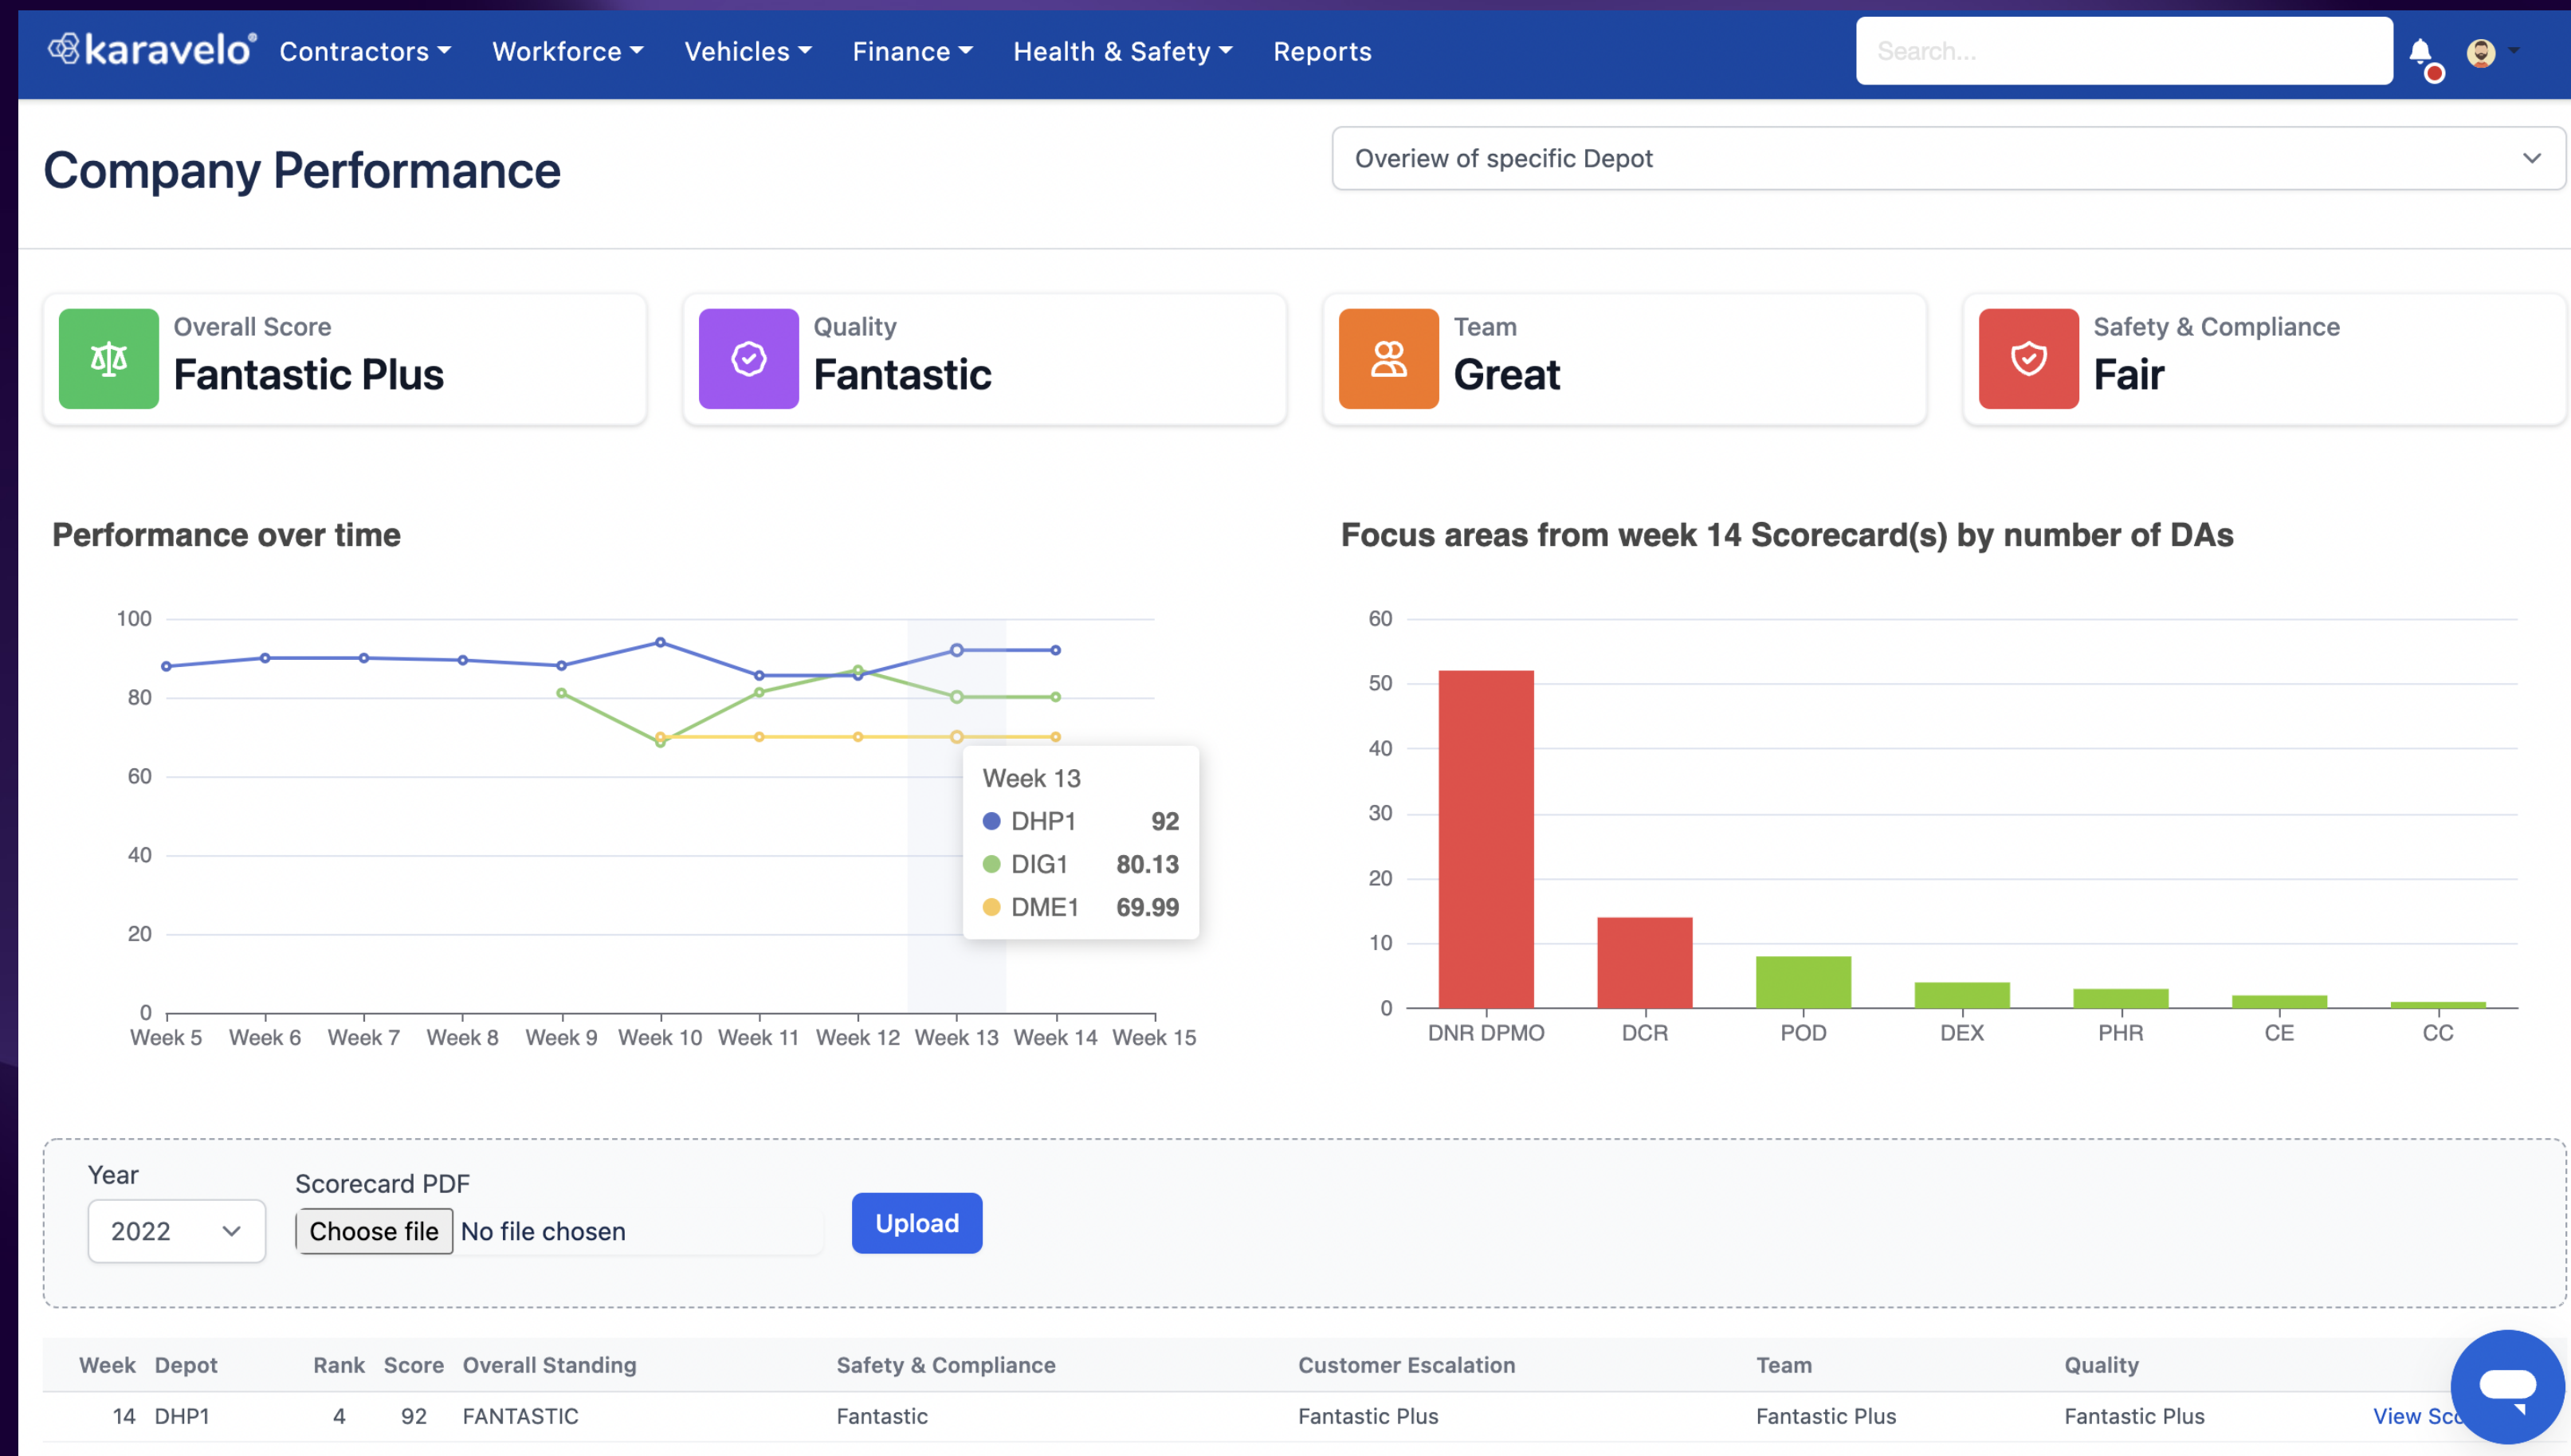 karavelo®
Contractors Workforce Vehicles Finance Health & Safety Reports
Search...
Company Performance
Overiew of specific Depot
Overall Score
Fantastic Plus
Quality
Fantastic
Team
Great
Safety & Compliance
Fair
Performance over time
100
80
60
40
20
0
Week 5 Week 6 Week 7 Week 8 Week 9 Week 10 Week 11 Week 12 Week 13 Week 14 Week 15
Week 13
DHP1 92
DIG1 80.13
DME1 69.99
Focus areas from week 14 Scorecard(s) by number of DAs
60
50
40
30
20
10
0
DNR DPMO DCR POD DEX PHR CE CC
Year
2022
Scorecard PDF
Choose file No file chosen
Upload
Week Depot Rank Score Overall Standing Safety & Compliance Customer Escalation Team Quality
14 DHP1 4 92 FANTASTIC Fantastic Fantastic Plus Fantastic Plus Fantastic Plus View